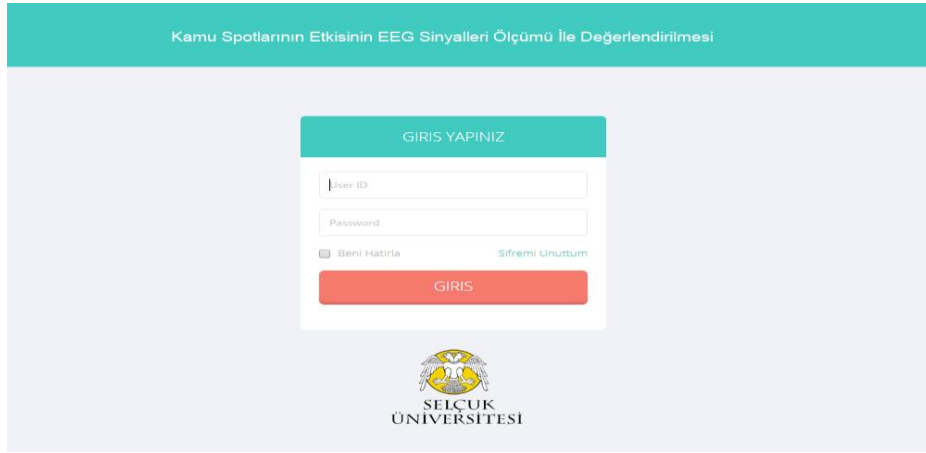 Kamu Spotlarının Etkisinin EEG Sinyalleri Ölçümü İle Değerlendirilmesi
GIRIS YAPINIZ
User ID
Password
Beni Hatirla
Sifremi Unuttum
GIRIS
SELÇUK
ÜNİVERSİTESİ